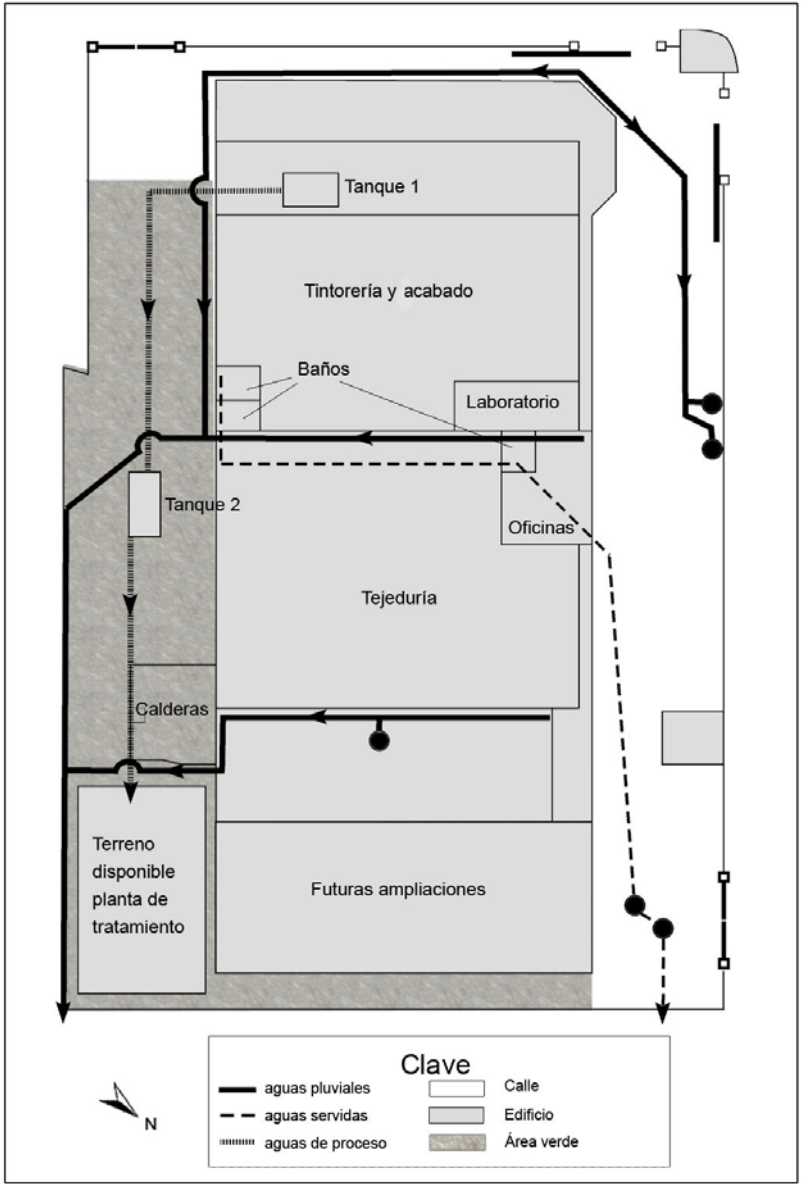 Tanque 1
Tintorería y acabado
Baños
Laboratorio
Tanque 2
Oficinas
Tejeduría
Calderas
Terreno
disponible
planta de
tratamiento
Futuras ampliaciones
Clave
aguas pluviales
Calle
aguas servidas
Edificio
aguas de proceso
Área verde
N